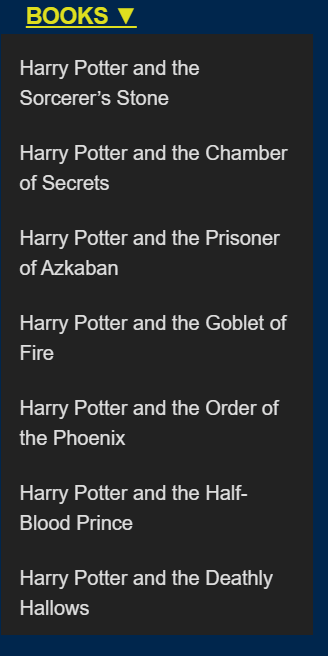 BOOKS ▼
Harry Potter and the
Sorcerer’s Stone
Harry Potter and the Chamber
of Secrets
Harry Potter and the Prisoner
of Azkaban
Harry Potter and the Goblet of
Fire
Harry Potter and the Order of
the Phoenix
Harry Potter and the Half-
Blood Prince
Harry Potter and the Deathly
Hallows